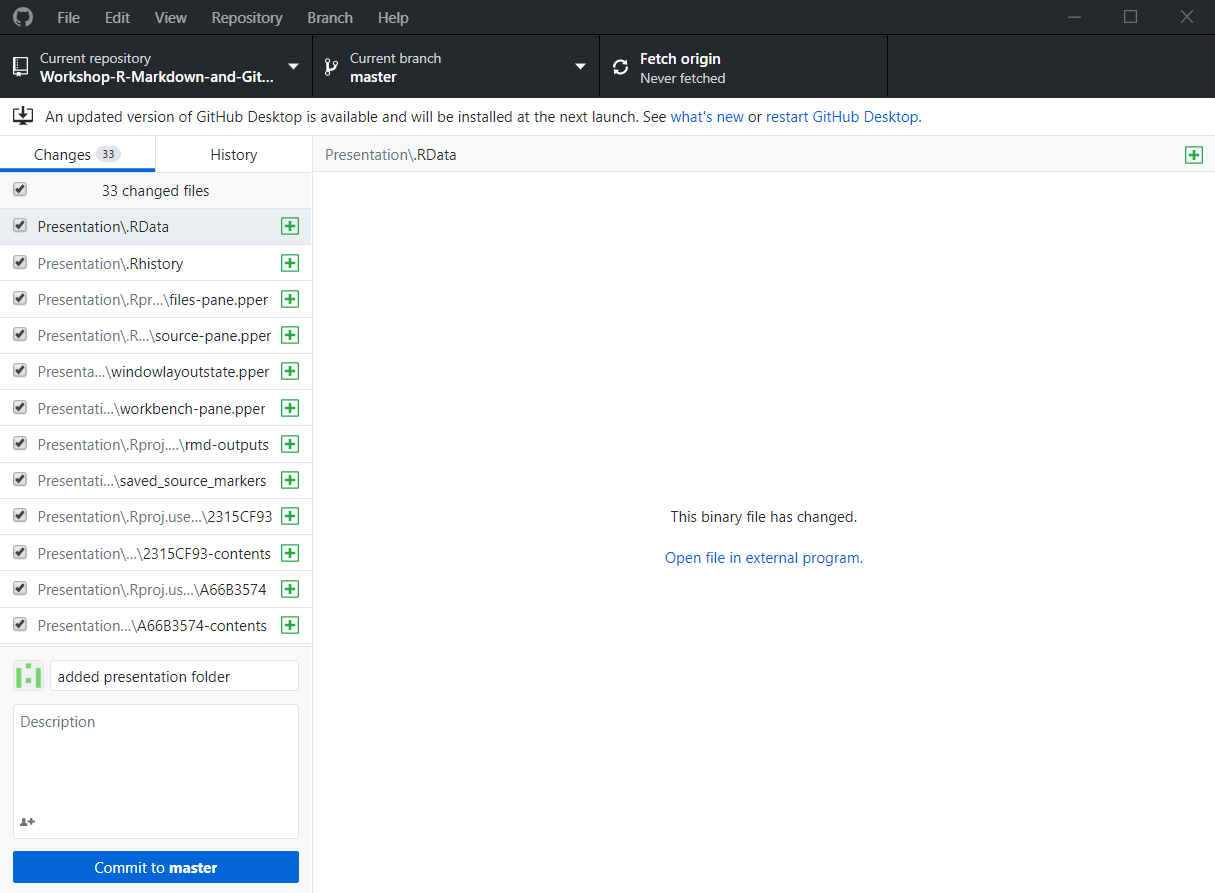 File Edit View Repository Branch Help
Current repository
Workshop-R-Markdown-and-Git...
Current branch
master
Fetch origin
Never fetched
An updated version of GitHub Desktop is available and will be installed at the next launch. See what's new or restart GitHub Desktop.
Changes 33
History
Presentation\.RData
33 changed files
Presentation\.RData
Presentation\.Rhistory
Presentation\.Rpr...\files-pane.pper
Presentation\.R...\source-pane.pper
Presenta...\windowlayoutstate.pper
Presentati...\workbench-pane.pper
Presentation\.Rproj....\rmd-outputs
Presentati...\saved_source_markers
Presentation\.Rproj.use...\2315CF93
Presentation\...\2315CF93-contents
Presentation\.Rproj.us...\A66B3574
Presentation...\A66B3574-contents
added presentation folder
Description
Commit to master
This binary file has changed.
Open file in external program.